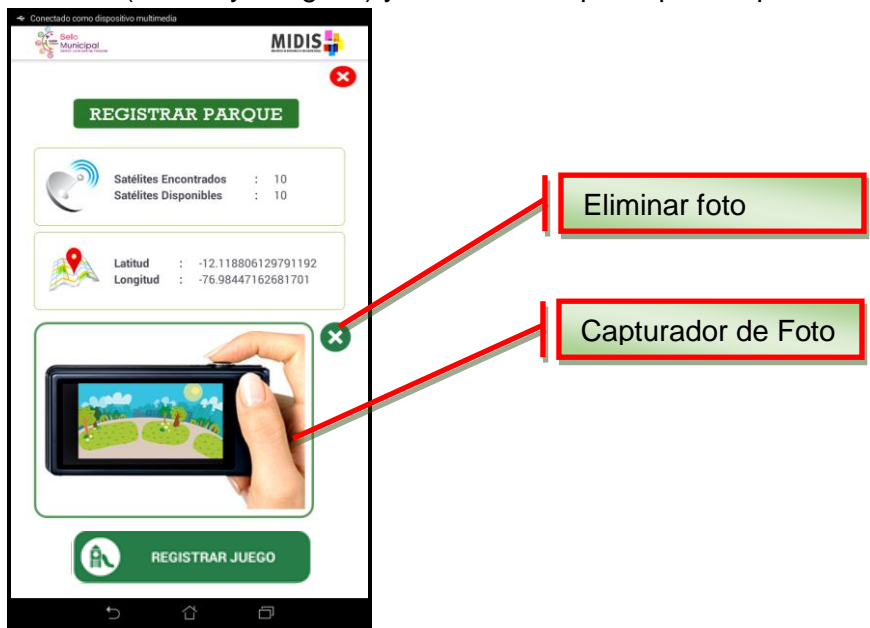 Conectado como dispositivo multimedia
Sello
Municipal
MIDIS
REGISTRAR PARQUE
Satélites Encontrados : 10
Satélites Disponibles : 10
Eliminar foto
Latitud : -12.118806129791192
Longitud : -76.98447162681701
Capturador de Foto
REGISTRAR JUEGO